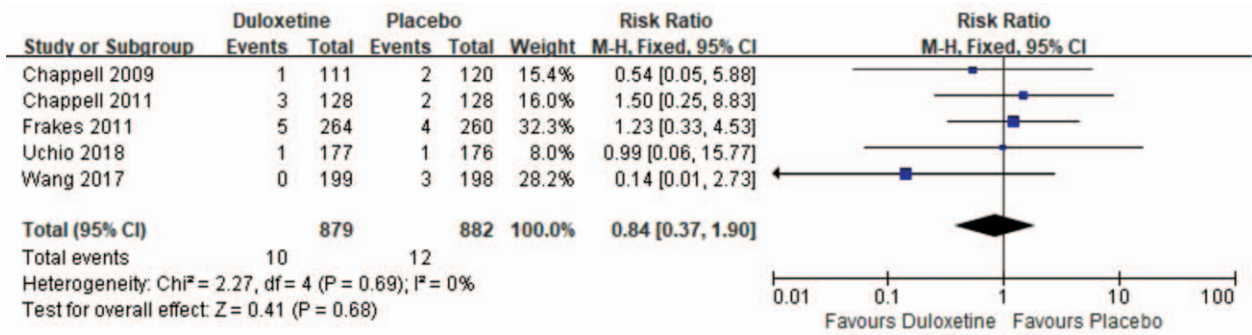 Duloxetine Placebo Risk Ratio Risk Ratio
Study or Subgroup Events Total Events Total Weight M-H, Fixed, 95% CI M-H, Fixed, 95% CI
Chappell 2009 1 111 2 120 15.4% 0.54 [0.05, 5.88]
Chappell 2011 3 128 2 128 16.0% 1.50 [0.25, 8.83]
Frakes 2011 5 264 4 260 32.3% 1.23 [0.33, 4.53]
Uchio 2018 1 177 1 176 8.0% 0.99 [0.06, 15.77]
Wang 2017 0 199 3 198 28.2% 0.14 [0.01, 2.73]
Total (95% CI) 879 882 100.0% 0.84 [0.37, 1.90]
Total events 10 12
Heterogeneity: Chi² = 2.27, df = 4 (P = 0.69); I² = 0%
Test for overall effect: Z = 0.41 (P = 0.68)
0.01 0.1 1 10 100
Favours Duloxetine Favours Placebo